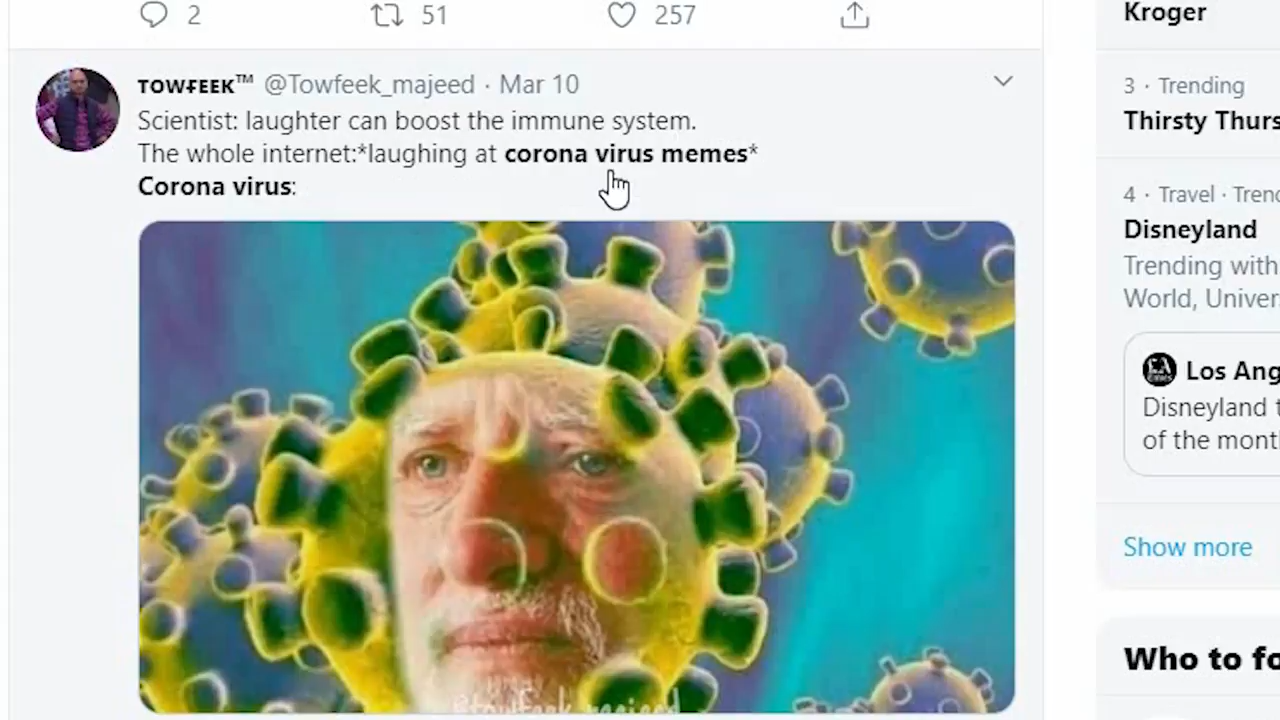 2 51 257
TOWFEEK™ @Towfeek_majeed · Mar 10
Scientist: laughter can boost the immune system.
The whole internet:*laughing at corona virus memes*
Corona virus:
@towfeek_majeed
Kroger
3 · Trending
Thirsty Thurs
4 · Travel · Trend
Disneyland
Trending with
World, Univer
Los Ang
Disneyland t
of the mont
Show more
Who to fo